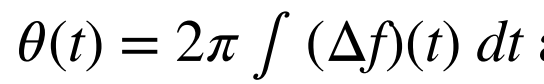 θ(t) = 2π ∫ (Δf)(t) dt